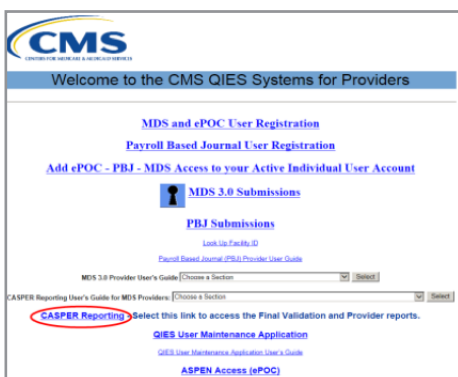 CMS
CENTERS FOR MEDICARE & MEDICAID SERVICES
Welcome to the CMS QIES Systems for Providers
MDS and ePOC User Registration
Payroll Based Journal User Registration
Add ePOC - PBJ - MDS Access to your Active Individual User Account
MDS 3.0 Submissions
PBJ Submissions
Look Up Facility ID
Payroll Based Journal (PBJ) Provider User Guide
MDS 3.0 Provider User's Guide Choose a Section Select
CASPER Reporting User's Guide for MDS Providers: Choose a Section Select
CASPER Reporting - Select this link to access the Final Validation and Provider reports.
QIES User Maintenance Application
QIES User Maintenance Application User's Guide
ASPEN Access (ePOC)